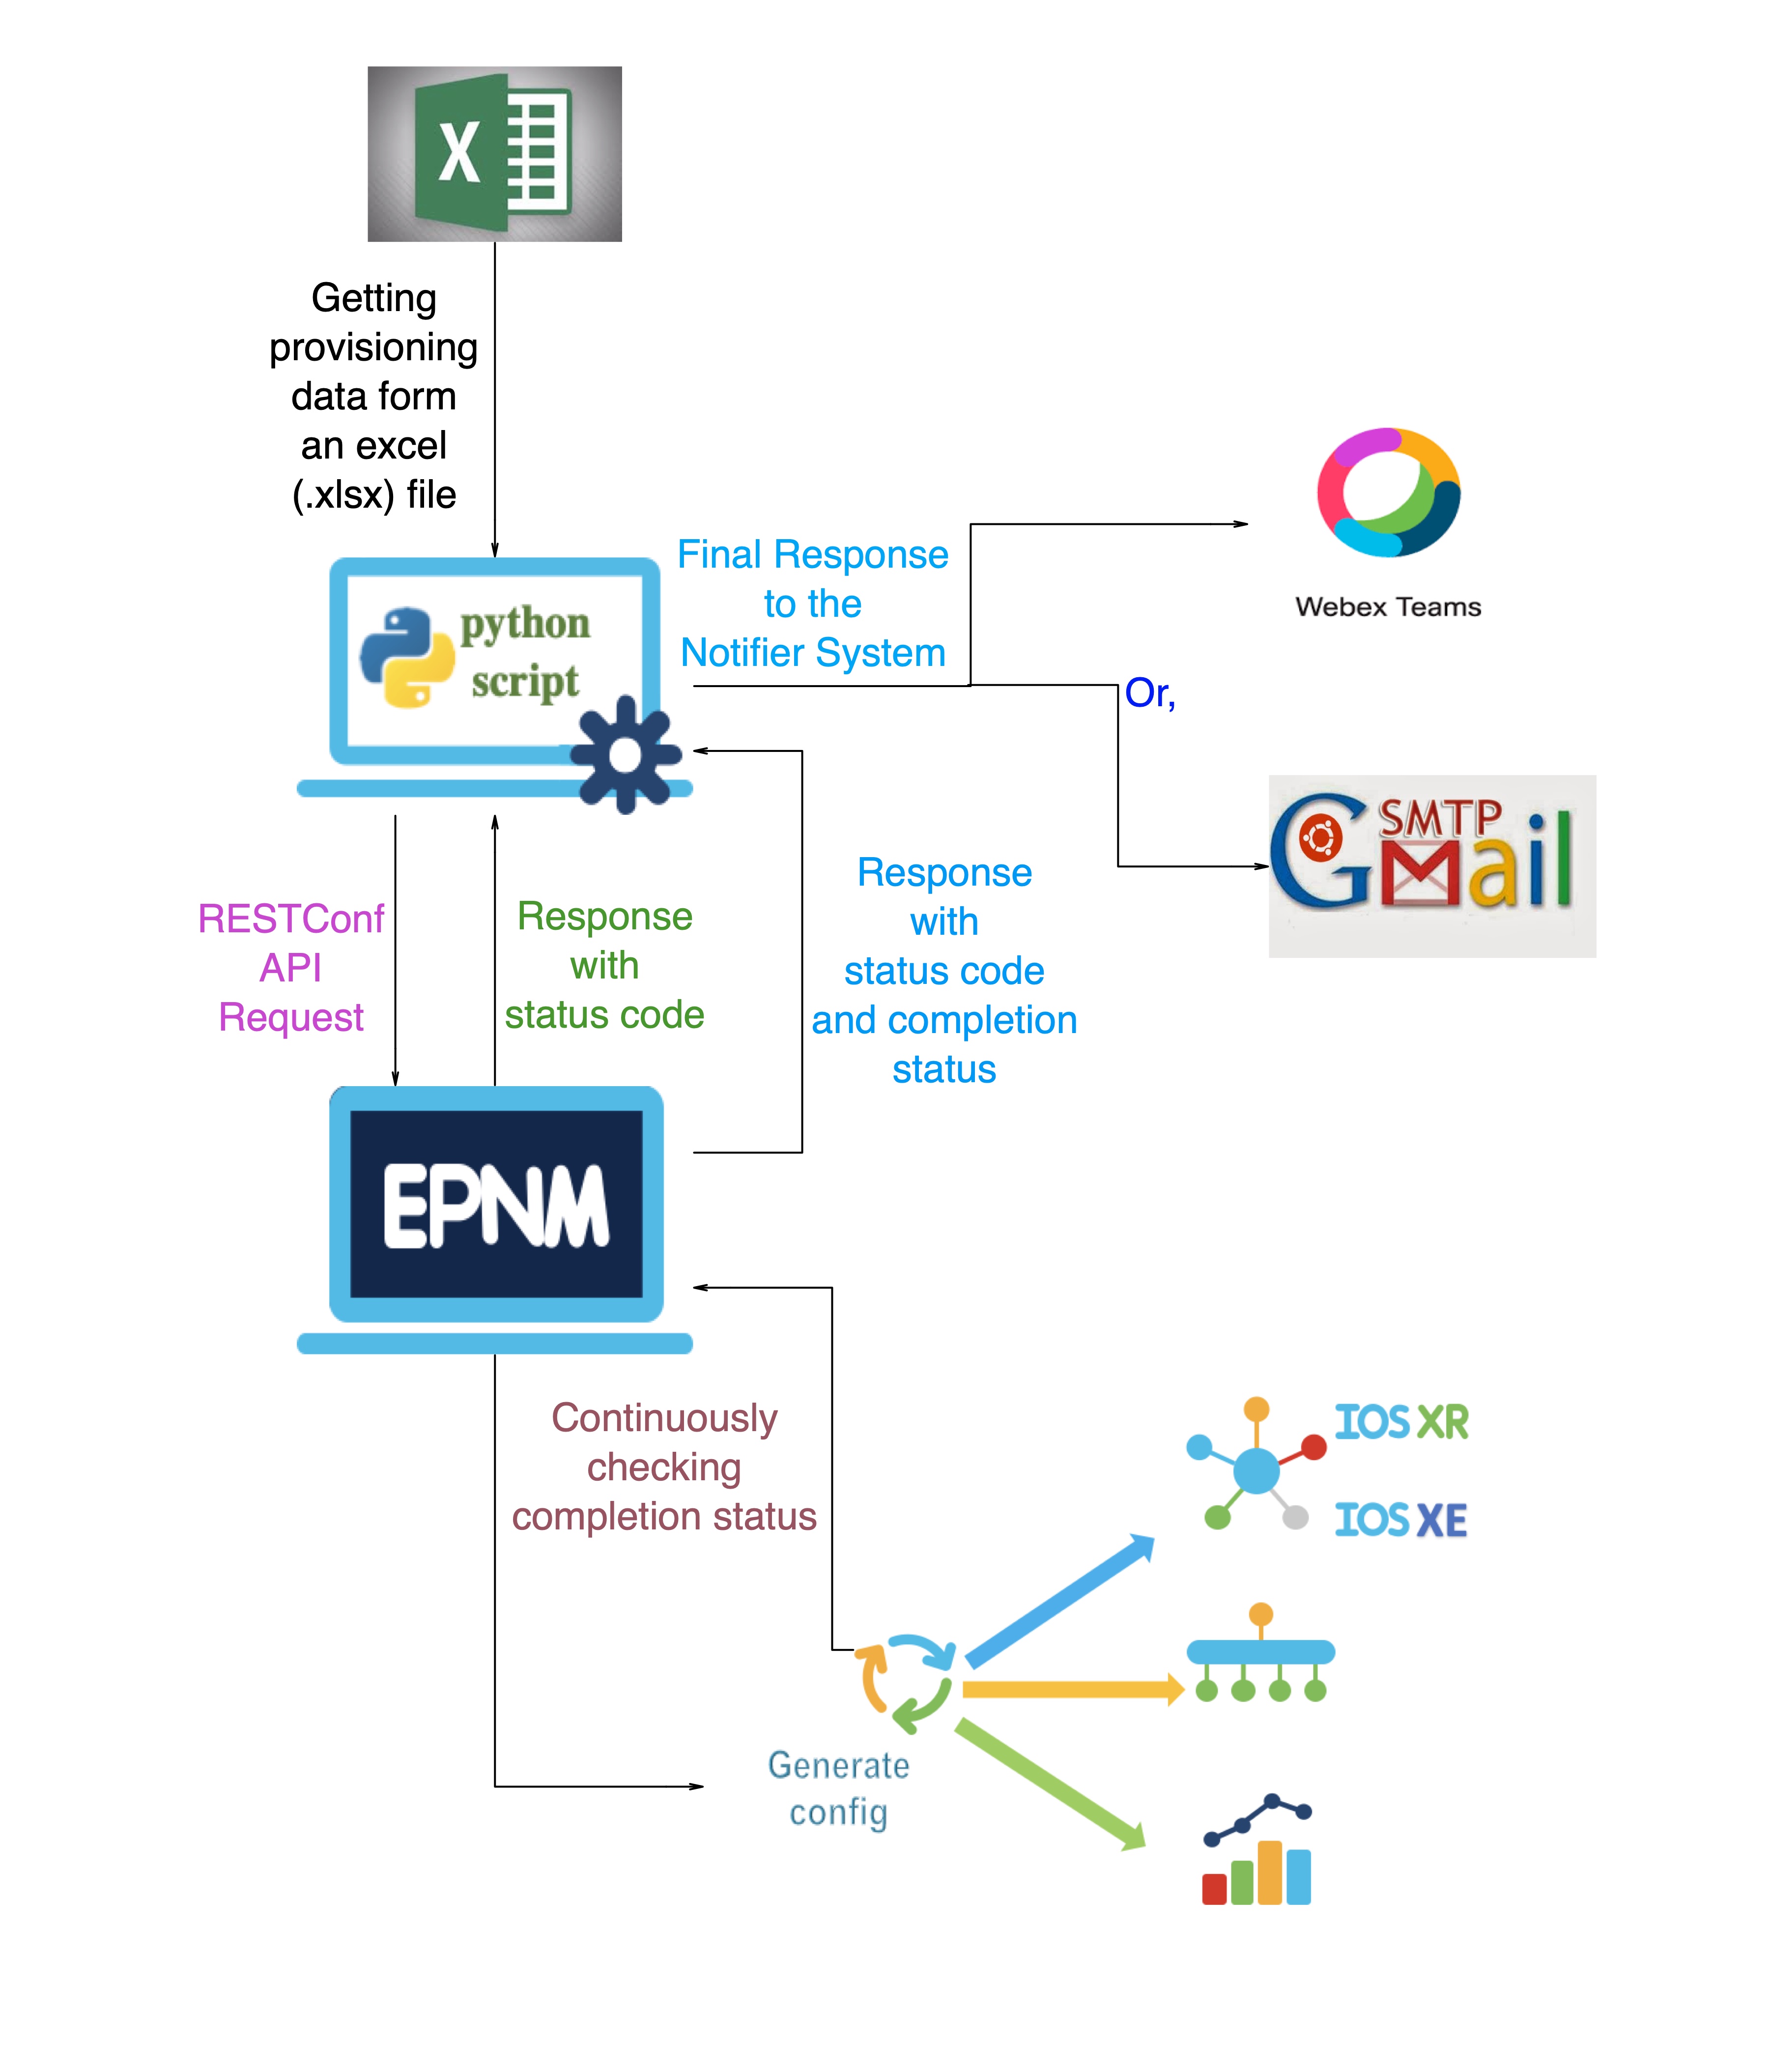 X
Getting
provisioning
data form
an excel
(.xlsx) file
python
script
Final Response
to the
Notifier System
Webex Teams
Or,
SMTP
GMail
RESTConf
API
Request
Response
with
status code
Response
with
status code
and completion
status
EPNM
Continuously
checking
completion status
IOS XR
IOS XE
Generate
config